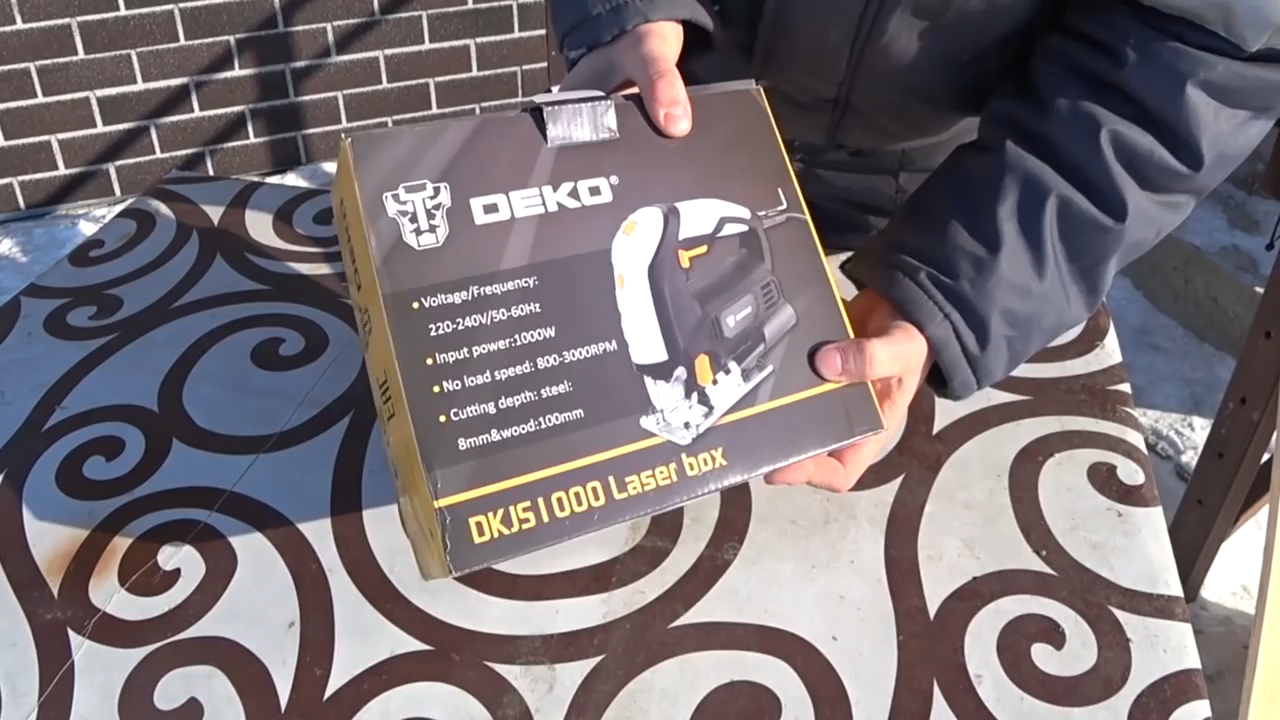 DEKO®
Voltage/Frequency:
220-240V/50-60Hz
Input power:1000W
No load speed: 800-3000RPM
Cutting depth: steel:
8mm&wood:100mm
DKJS1000 Laser box
EAC